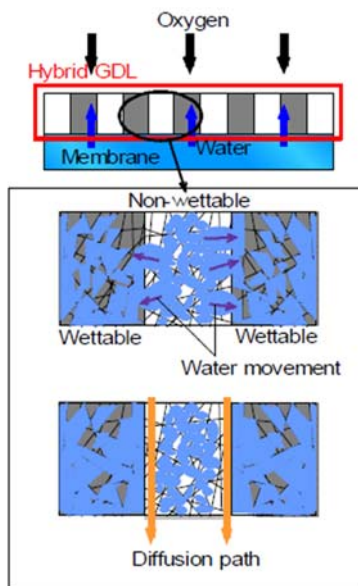 Oxygen
Hybrid GDL
Membrane
Water
Non-wettable
Wettable
Wettable
Water movement
Diffusion path